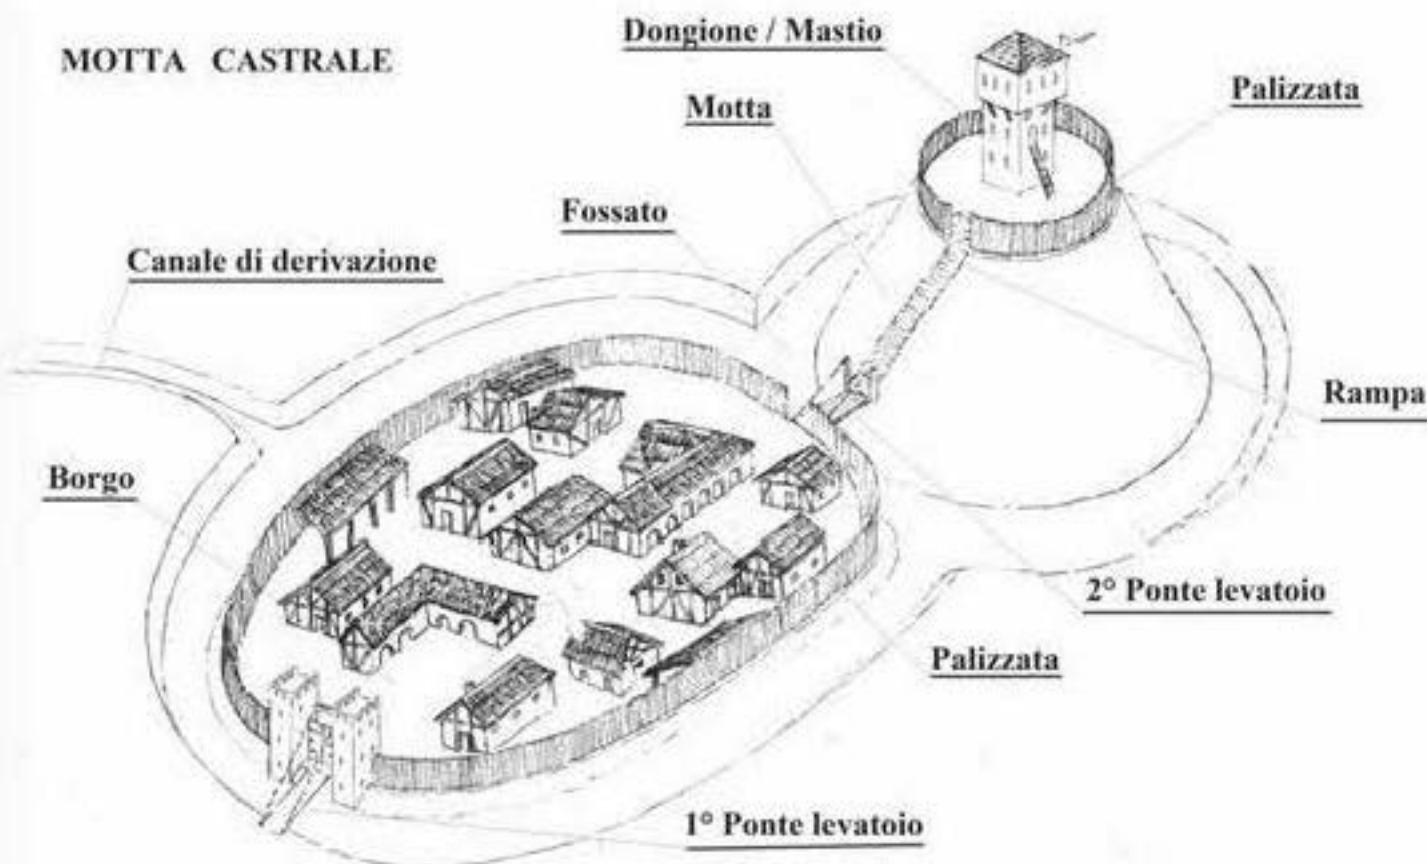 MOTTA CASTRALE
Dongione / Mastio
Palizzata
Motta
Fossato
Canale di derivazione
Rampa
Borgo
2° Ponte levatoio
Palizzata
1° Ponte levatoio